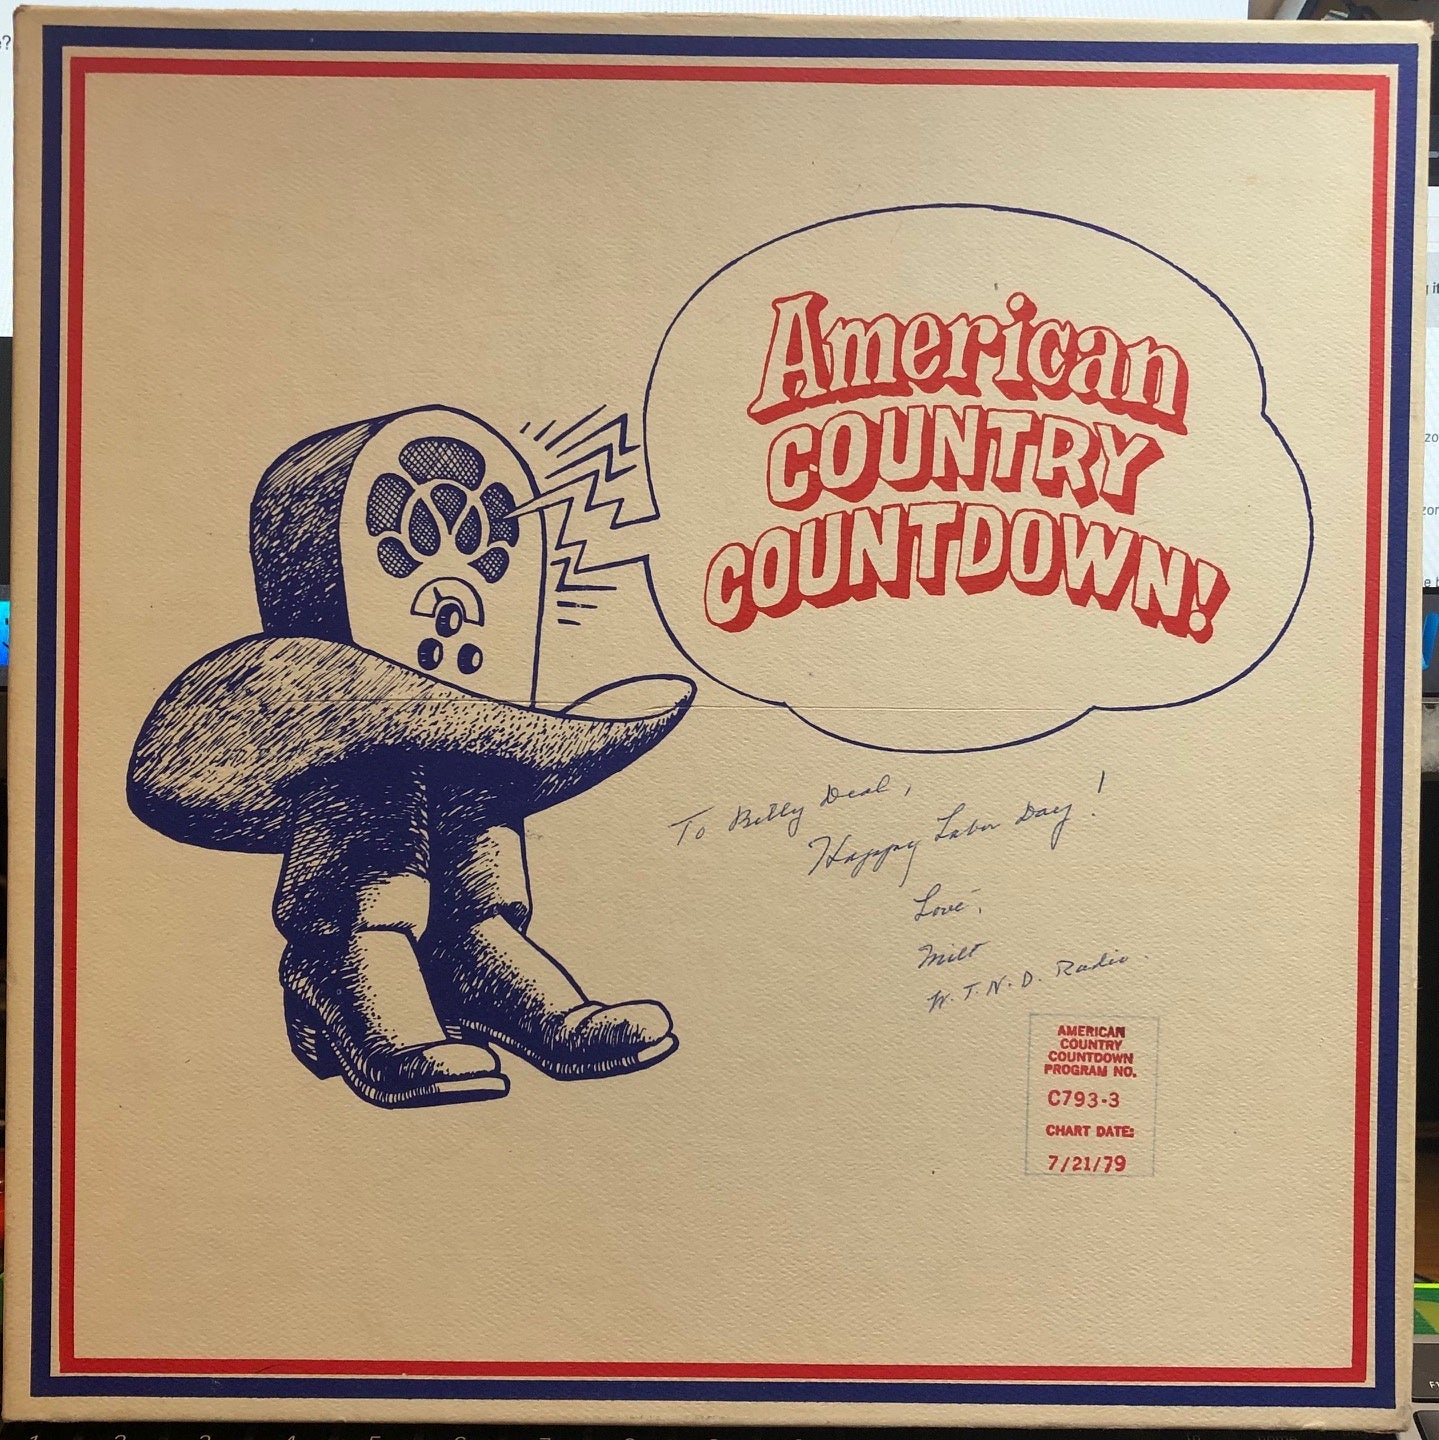 American
COUNTRY
COUNTDOWN!
To Billy Deal,
Happy Labor Day!
Love,
Milt
W.T.N.D. Radio.
AMERICAN
COUNTRY
COUNTDOWN
PROGRAM NO.
C793-3
CHART DATE:
7/21/79